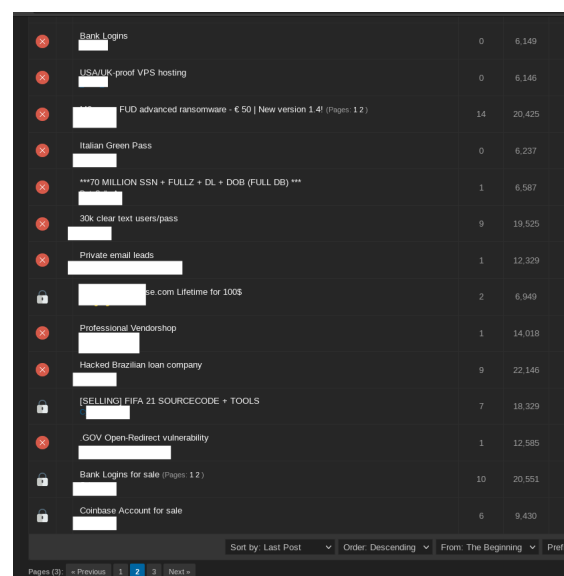 Bank Logins
0 6,149
USA/UK-proof VPS hosting
0 6,146
FUD advanced ransomware - € 50 | New version 1.4! (Pages: 1 2 )
14 20,425
Italian Green Pass
0 6,237
***70 MILLION SSN + FULLZ + DL + DOB (FULL DB) ***
1 6,587
30k clear text users/pass
9 19,525
Private email leads
1 12,329
se.com Lifetime for 100$
2 6,949
Professional Vendorshop
1 14,018
Hacked Brazilian loan company
9 22,146
[SELLING] FIFA 21 SOURCECODE + TOOLS
7 18,329
.GOV Open-Redirect vulnerability
1 12,585
Bank Logins for sale (Pages: 1 2 )
10 20,551
Coinbase Account for sale
6 9,430
Sort by: Last Post Order: Descending From: The Beginning Pref
Pages (3): « Previous 1 2 3 Next »